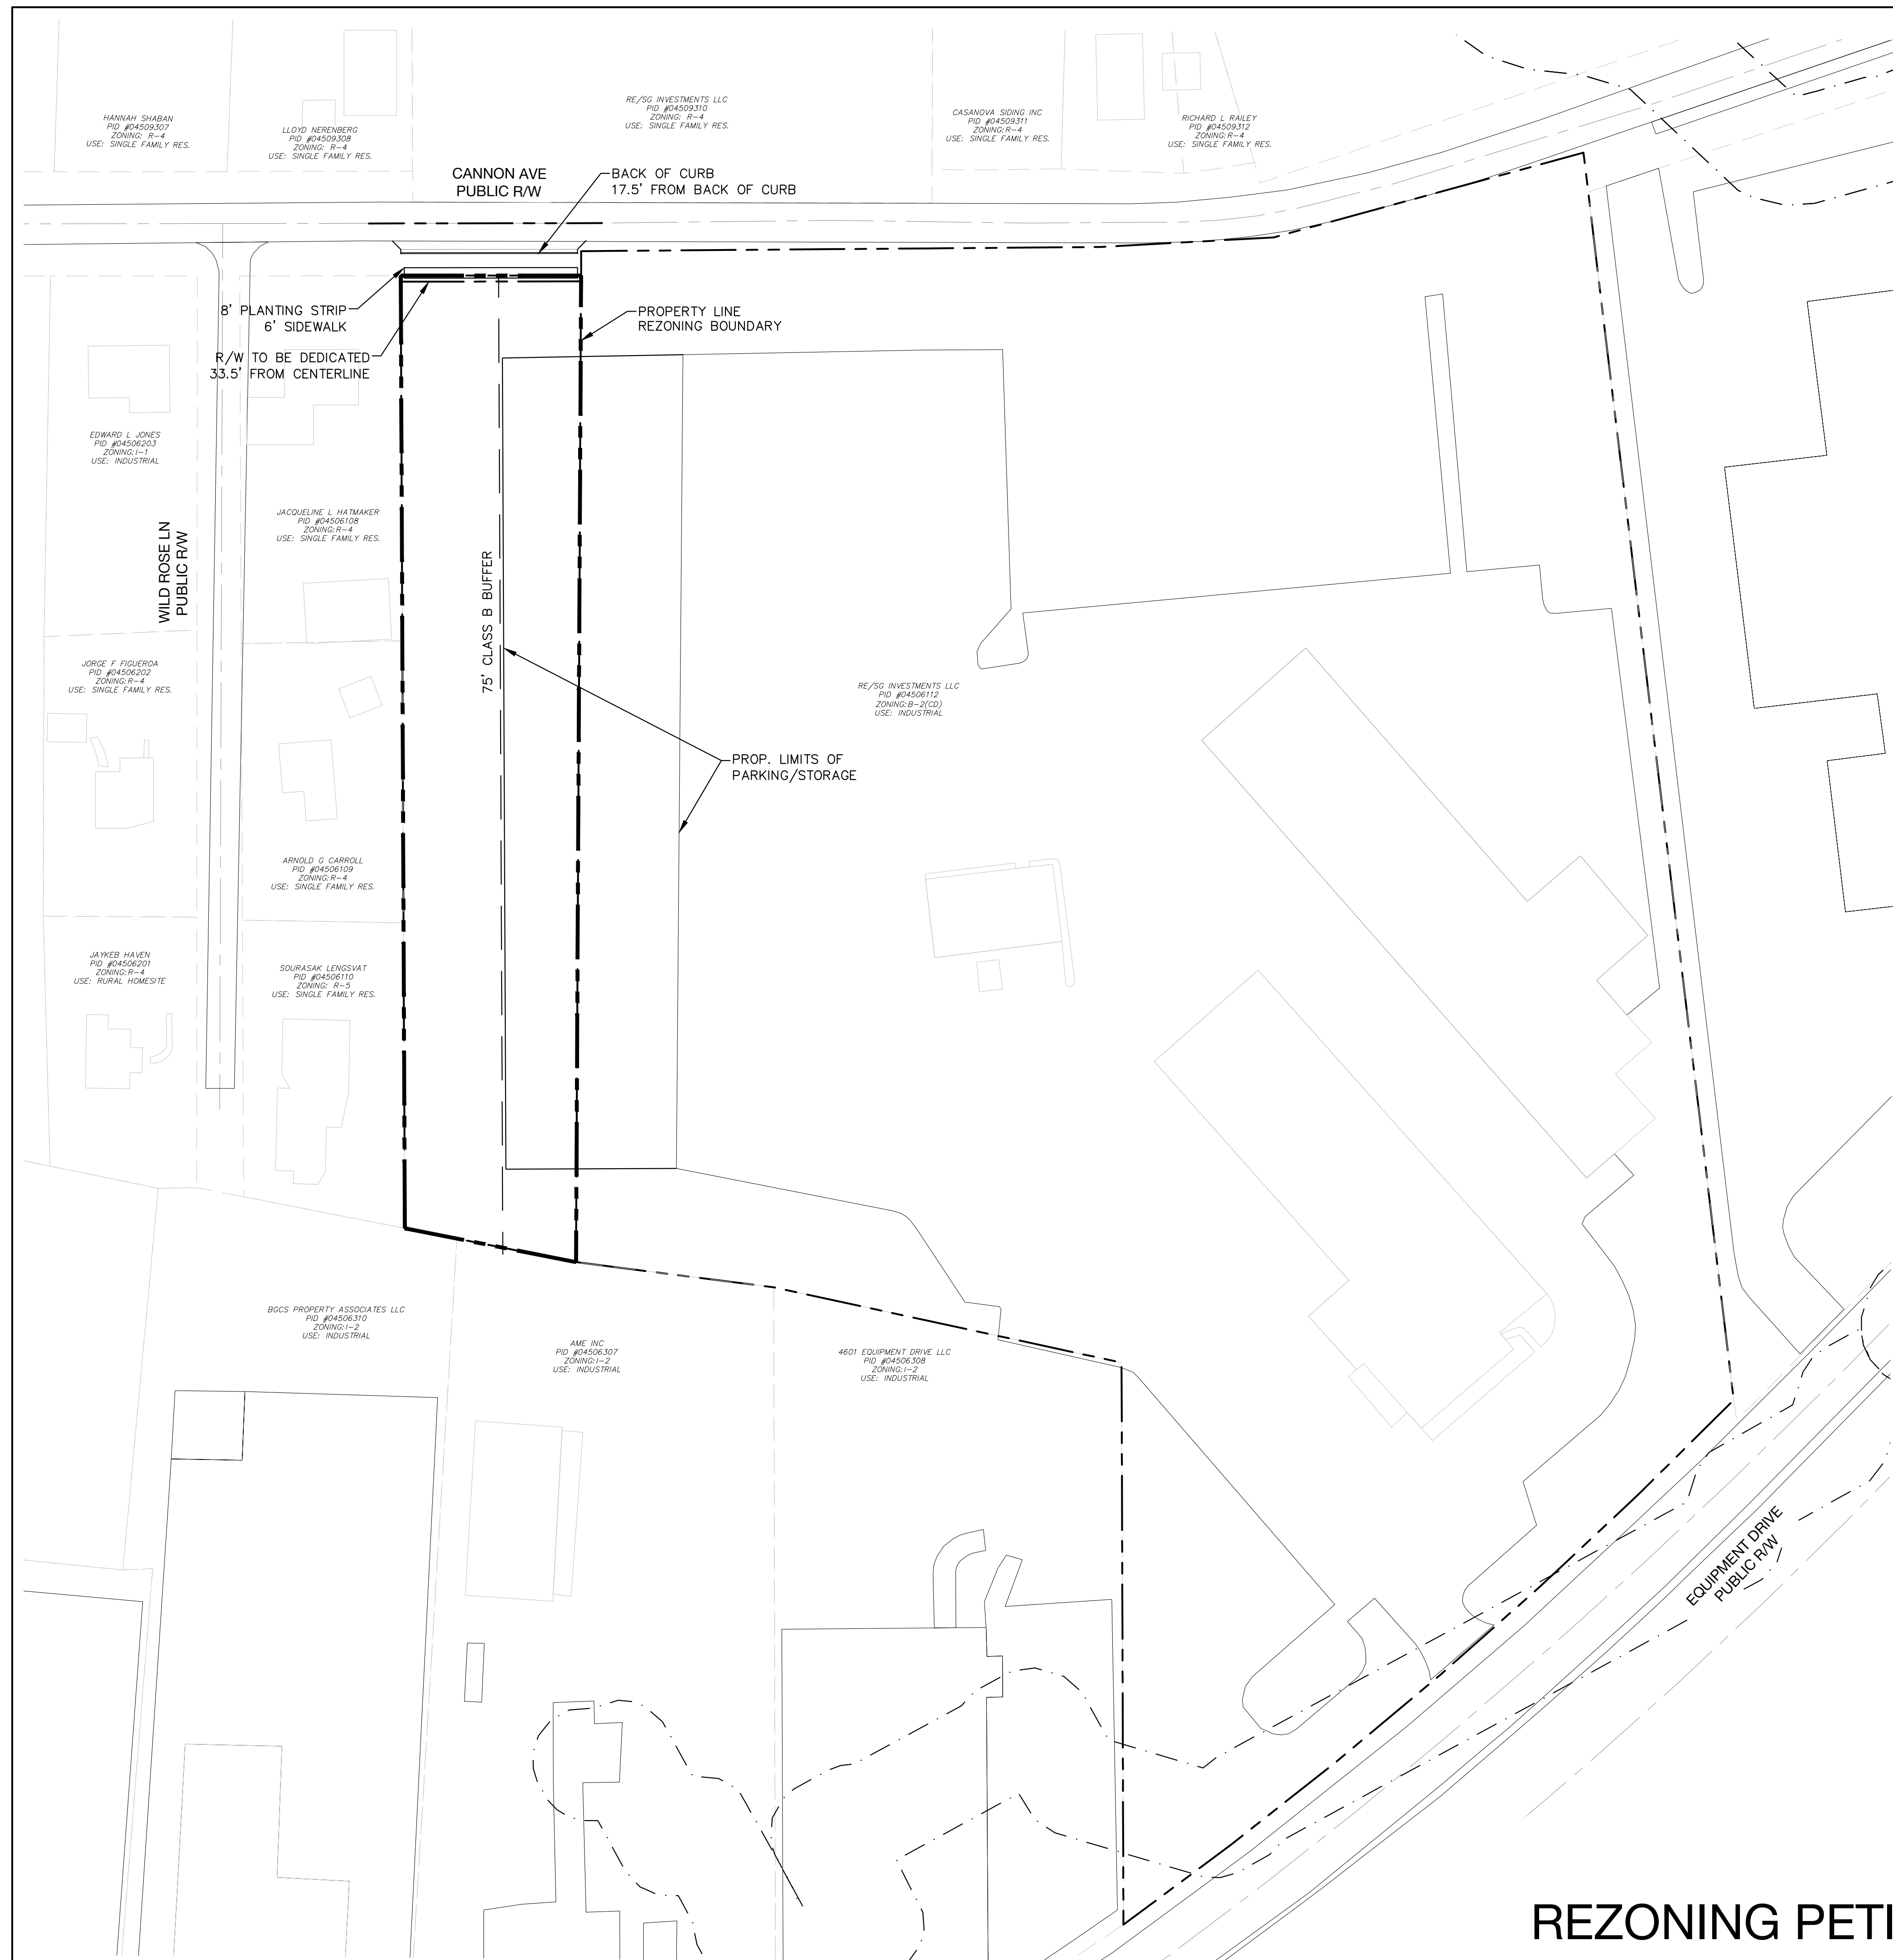 HANNAH SHABAN
PID #04509307
ZONING: R-4
USE: SINGLE FAMILY RES.
LLOYD NERENBERG
PID #04509308
ZONING: R-4
USE: SINGLE FAMILY RES.
RE/SG INVESTMENTS LLC
PID #04509310
ZONING: R-4
USE: SINGLE FAMILY RES.
CASANOVA SIDING INC
PID #04509311
ZONING: R-4
USE: SINGLE FAMILY RES.
RICHARD L RAILEY
PID #04509312
ZONING: R-4
USE: SINGLE FAMILY RES.
CANNON AVE
PUBLIC R/W
BACK OF CURB
17.5' FROM BACK OF CURB
8' PLANTING STRIP
6' SIDEWALK
R/W TO BE DEDICATED
33.5' FROM CENTERLINE
PROPERTY LINE
REZONING BOUNDARY
EDWARD L JONES
PID #04506203
ZONING: I-1
USE: INDUSTRIAL
JACQUELINE L HATMAKER
PID #04506108
ZONING: R-4
USE: SINGLE FAMILY RES.
WILD ROSE LN
PUBLIC R/W
75' CLASS B BUFFER
JORGE F FIGUEROA
PID #04506202
ZONING: R-4
USE: SINGLE FAMILY RES.
RE/SG INVESTMENTS LLC
PID #04506112
ZONING: B-2(CD)
USE: INDUSTRIAL
PROP. LIMITS OF
PARKING/STORAGE
ARNOLD G CARROLL
PID #04506109
ZONING: R-4
USE: SINGLE FAMILY RES.
JAYKEB HAVEN
PID #04506201
ZONING: R-4
USE: RURAL HOMESITE
SOURASAK LENGSVAT
PID #04506110
ZONING: R-5
USE: SINGLE FAMILY RES.
BGCS PROPERTY ASSOCIATES LLC
PID #04506310
ZONING: I-2
USE: INDUSTRIAL
AME INC
PID #04506307
ZONING: I-2
USE: INDUSTRIAL
4601 EQUIPMENT DRIVE LLC
PID #04506308
ZONING: I-2
USE: INDUSTRIAL
EQUIPMENT DRIVE
PUBLIC R/W
REZONING PETI